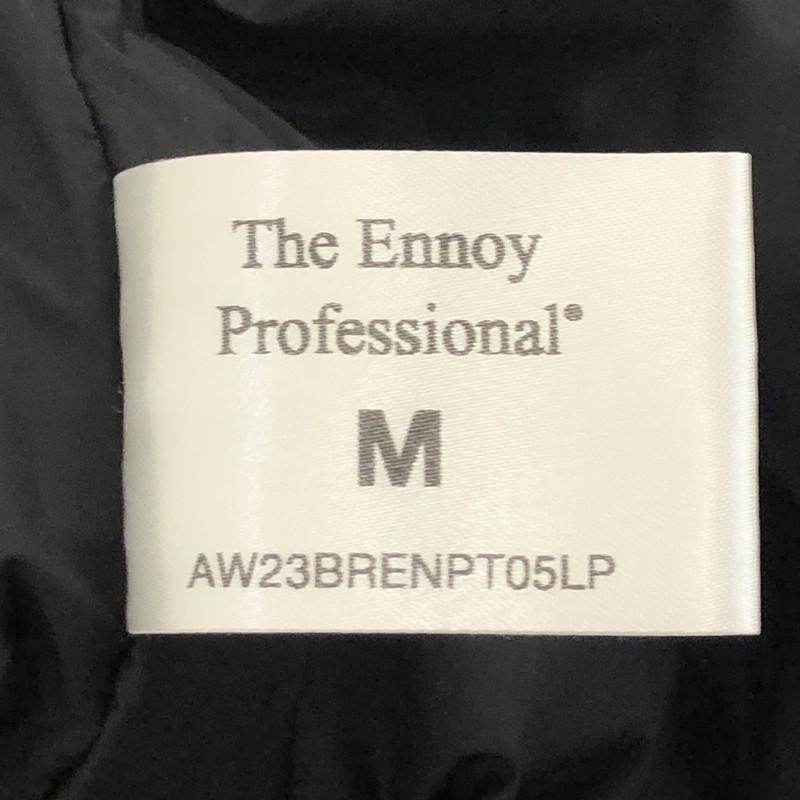 The Ennoy
Professional®
M
AW23BRENPT05LP